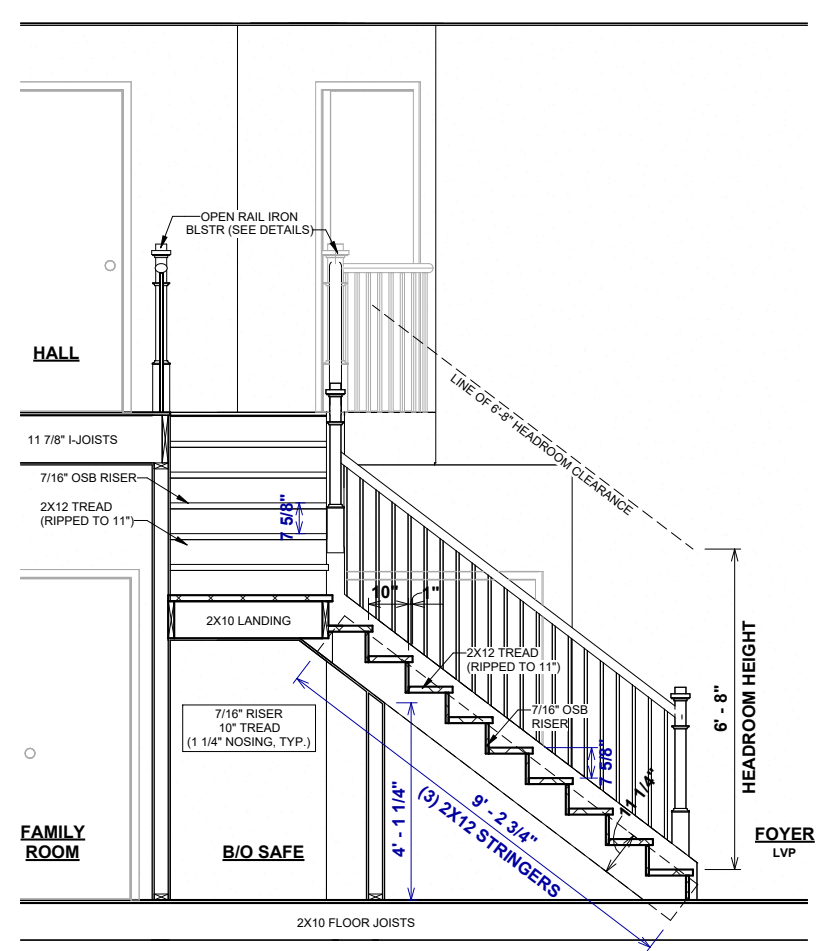 OPEN RAIL IRON
BLSTR (SEE DETAILS)
HALL
LINE OF 6'-8" HEADROOM CLEARANCE
11 7/8" I-JOISTS
7/16" OSB RISER
2X12 TREAD
(RIPPED TO 11")
7 5/8"
10"
1"
2X10 LANDING
2X12 TREAD
(RIPPED TO 11")
7/16" OSB
RISER
7/16" RISER
10" TREAD
(1 1/4" NOSING, TYP.)
7 5/8"
11 1/4"
6' - 8"
HEADROOM HEIGHT
4' - 1 1/4"
9' - 2 3/4"
(3) 2X12 STRINGERS
FAMILY
ROOM
B/O SAFE
FOYER
LVP
2X10 FLOOR JOISTS